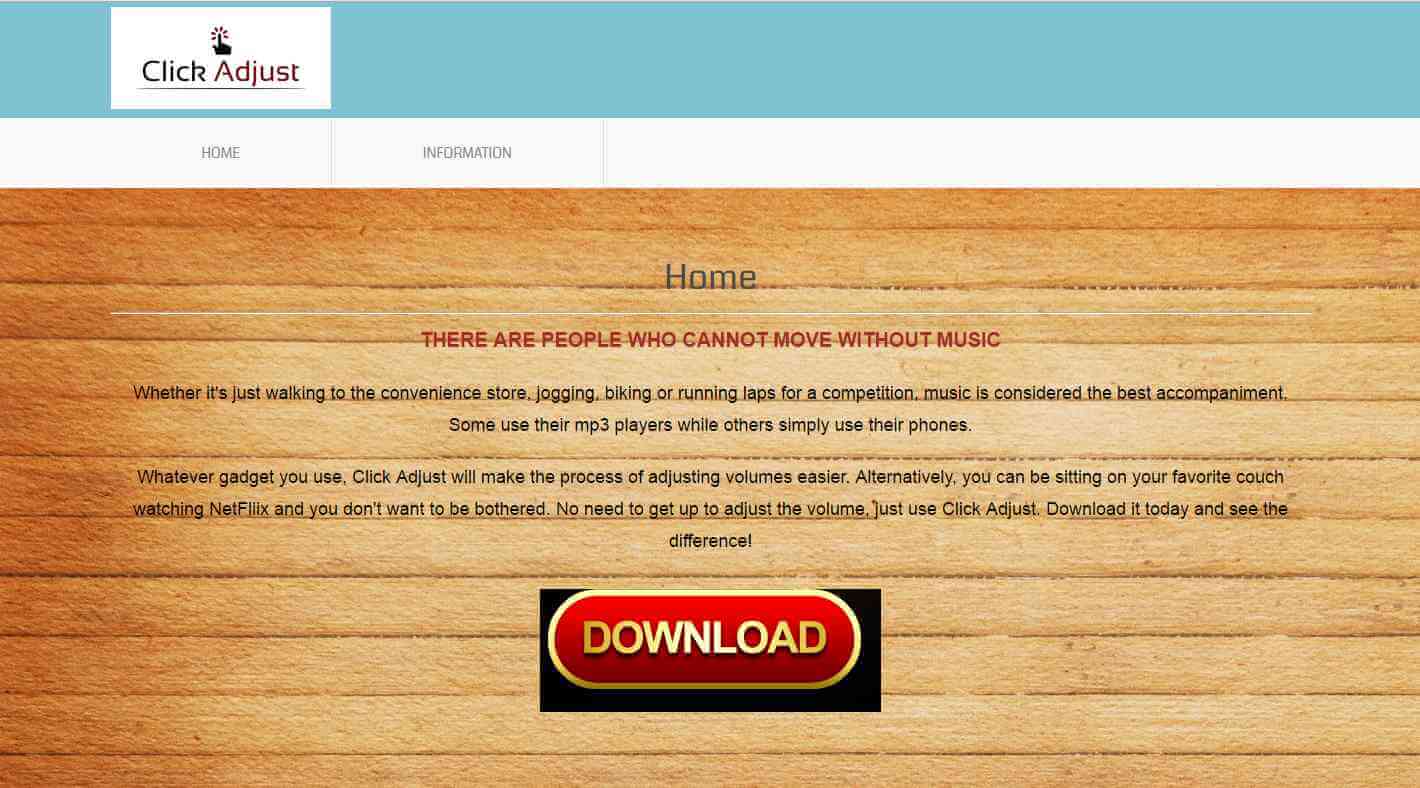 Click Adjust
HOME
INFORMATION
Home
THERE ARE PEOPLE WHO CANNOT MOVE WITHOUT MUSIC
Whether it's just walking to the convenience store, jogging, biking or running laps for a competition, music is considered the best accompaniment.
Some use their mp3 players while others simply use their phones.
Whatever gadget you use, Click Adjust will make the process of adjusting volumes easier. Alternatively, you can be sitting on your favorite couch
watching NetFlIix and you don't want to be bothered. No need to get up to adjust the volume, just use Click Adjust. Download it today and see the
difference!
DOWNLOAD